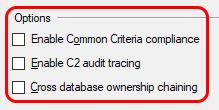 Options
Enable Common Criteria compliance
Enable C2 audit tracing
Cross database ownership chaining